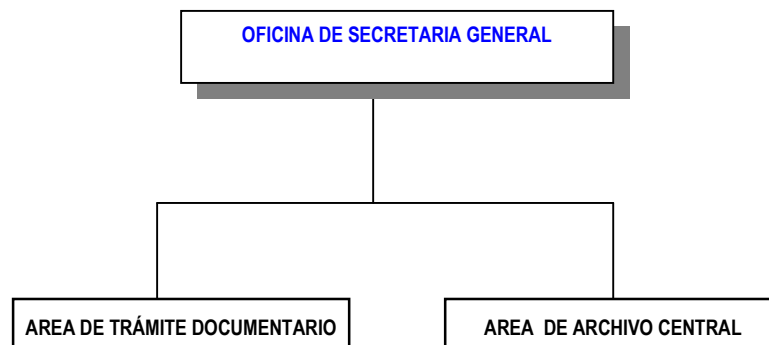 OFICINA DE SECRETARIA GENERAL
AREA DE TRÁMITE DOCUMENTARIO
AREA DE ARCHIVO CENTRAL